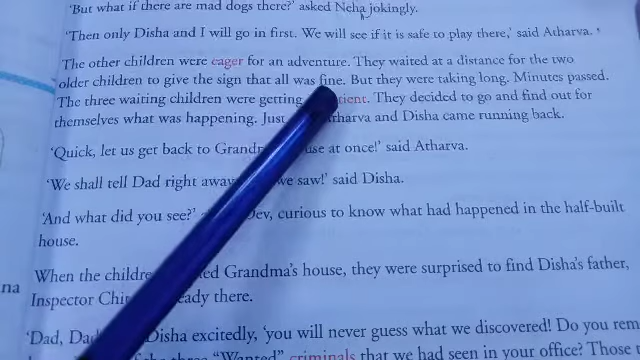 'But what if there are mad dogs there?' asked Neha jokingly.
'Then only Disha and I will go in first. We will see if it is safe to play there,' said Atharva.
The other children were eager for an adventure. They waited at a distance for the two
older children to give the sign that all was fine. But they were taking long. Minutes passed.
The three waiting children were getting tient. They decided to go and find out for
themselves what was happening. Just tharva and Disha came running back.
'Quick, let us get back to Grand use at once!' said Atharva.
'We shall tell Dad right away we saw!' said Disha.
'And what did you see?' Dev, curious to know what had happened in the half-built
house.
na
When the childre ed Grandma's house, they were surprised to find Disha's father,
Inspector Chi eady there.
'Dad, Dad Disha excitedly, 'you will never guess what we discovered! Do you rem
of the three "Wanted" criminals that we had seen in your office? Those